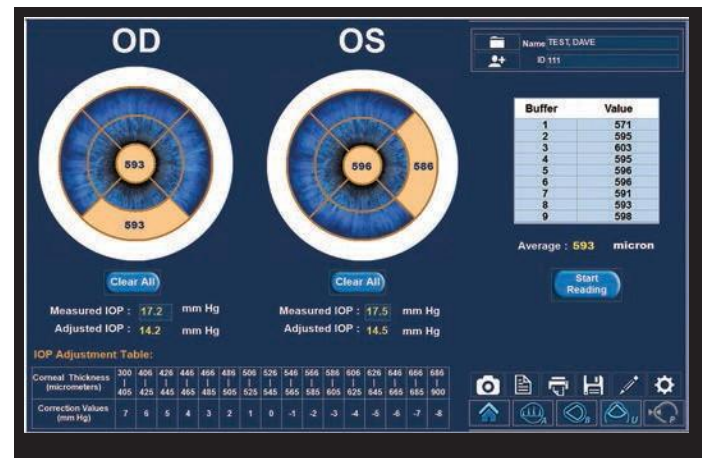 OD
OS
Name TEST, DAVE
ID 111
593
593
596
586
Buffer Value
1 571
2 595
3 603
4 595
5 596
6 596
7 591
8 593
9 598
Average : 593 micron
Clear All
Clear All
Start
Reading
Measured IOP : 17.2 mm Hg
Adjusted IOP : 14.2 mm Hg
Measured IOP : 17.5 mm Hg
Adjusted IOP : 14.5 mm Hg
IOP Adjustment Table:
Corneal Thickness (micrometers)
300 406 426 446 466 486 506 526 546 566 586 606 626 646 666 686
| | | | | | | | | | | | | | | |
405 425 445 465 485 505 525 545 565 585 605 625 645 665 685 900
Correction Values (mm Hg)
7 6 5 4 3 2 1 0 -1 -2 -3 -4 -5 -6 -7 -8
A
B
U
P